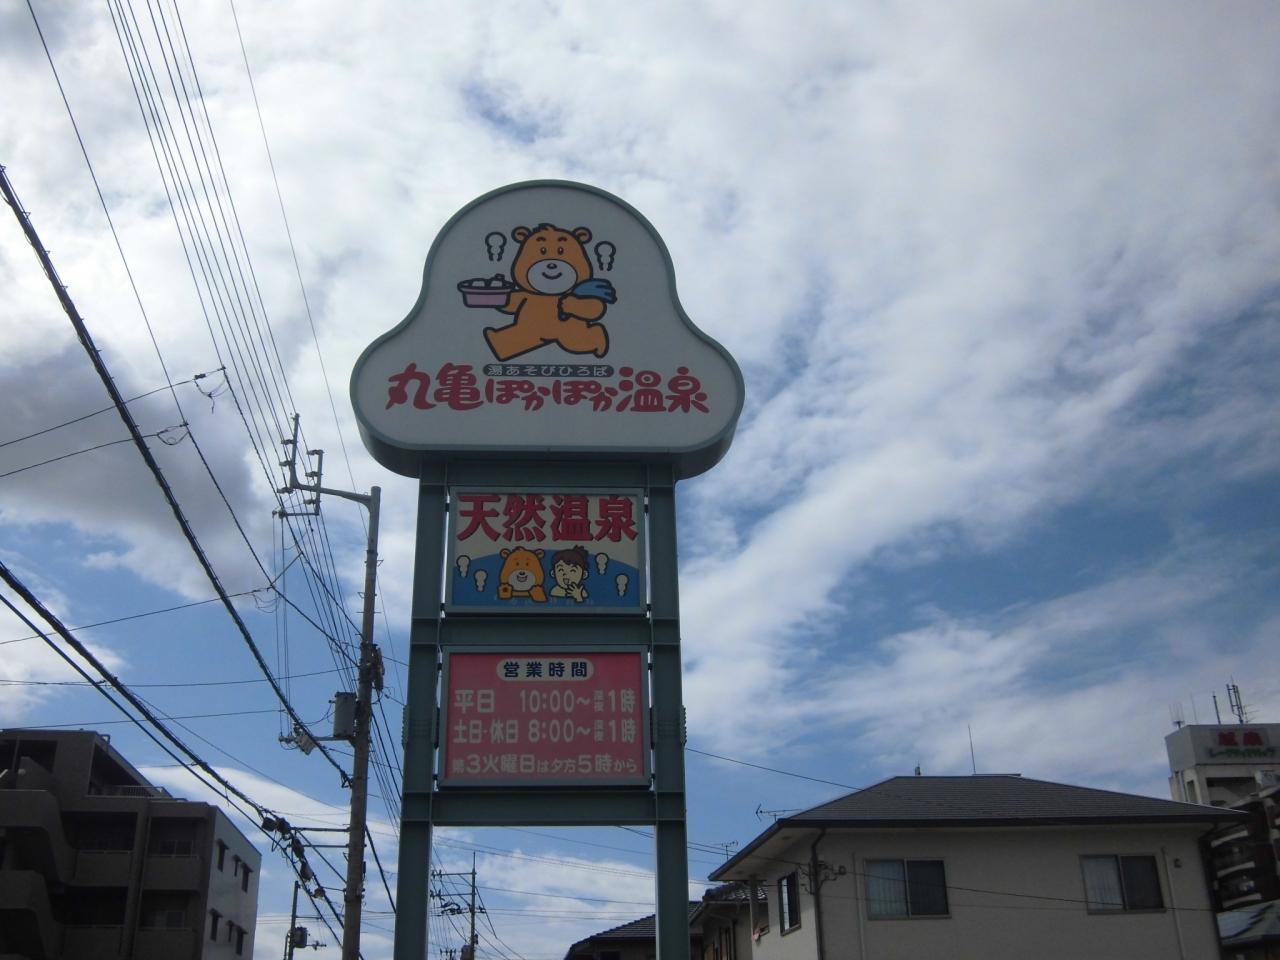 湯あそびひろば
丸亀ぽかぽか温泉
天然温泉
営業時間
平日 10:00～深夜1時
土日・休日 8:00～深夜1時
第3火曜日は夕方5時から